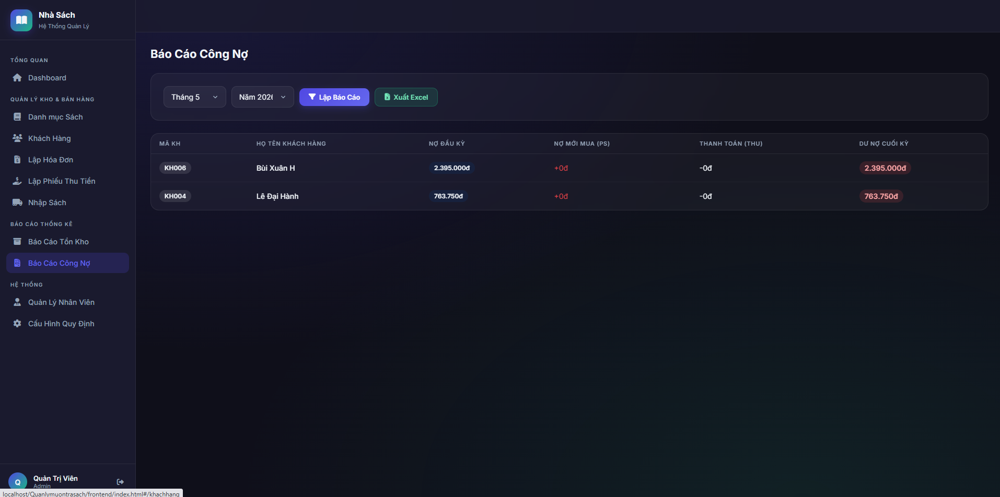 Nhà Sách
Hệ Thống Quản Lý
TỔNG QUAN
Dashboard
QUẢN LÝ KHO & BÁN HÀNG
Danh mục Sách
Khách Hàng
Lập Hóa Đơn
Lập Phiếu Thu Tiền
Nhập Sách
BÁO CÁO THỐNG KÊ
Báo Cáo Tồn Kho
Báo Cáo Công Nợ
HỆ THỐNG
Quản Lý Nhân Viên
Cấu Hình Quy Định
Q
Quản Trị Viên
Admin
localhost/Quanlymuontrasach/frontend/index.html#/khachhang
Báo Cáo Công Nợ
Tháng 5 Năm 2026 Lập Báo Cáo Xuất Excel
MÃ KH HỌ TÊN KHÁCH HÀNG NỢ ĐẦU KỲ NỢ MỚI MUA (PS) THANH TOÁN (THU) DƯ NỢ CUỐI KỲ
KH006 Bùi Xuân H 2.395.000đ +0đ -0đ 2.395.000đ
KH004 Lê Đại Hành 763.750đ +0đ -0đ 763.750đ